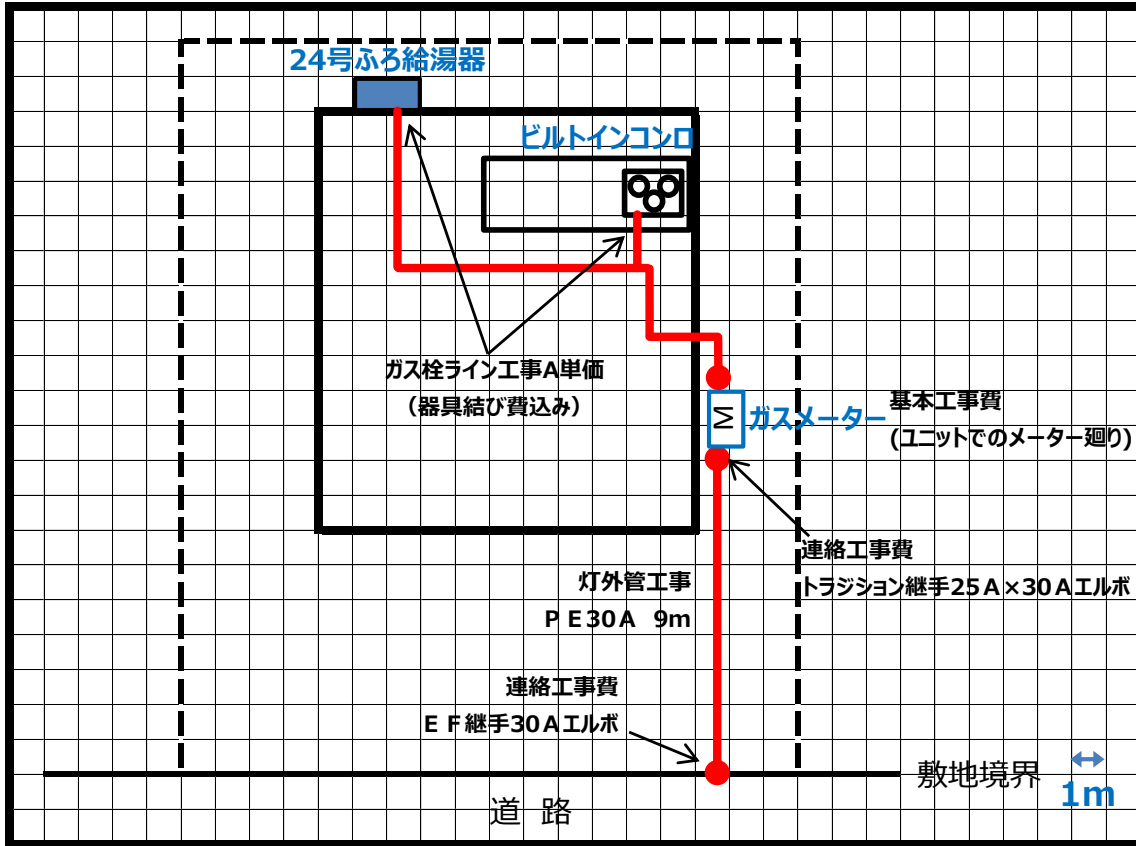 24号ふろ給湯器
ビルトインコンロ
ガス栓ライン工事A単価
（器具結び費込み）
M
ガスメーター
基本工事費
(ユニットでのメーター廻り)
連絡工事費
トラジション継手25A×30Aエルボ
灯外管工事
PE30A 9m
連絡工事費
EF継手30Aエルボ
敷地境界
1m
道 路